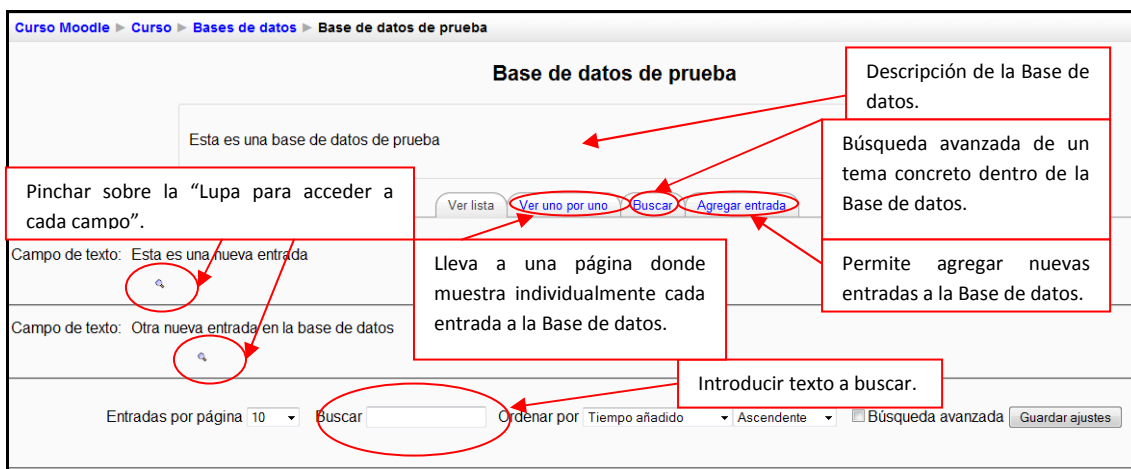 Curso Moodle ► Curso ► Bases de datos ► Base de datos de prueba
Base de datos de prueba
Descripción de la Base de
datos.
Esta es una base de datos de prueba
Búsqueda avanzada de un
tema concreto dentro de la
Base de datos.
Pinchar sobre la “Lupa para acceder a
cada campo”.
Ver lista Ver uno por uno Buscar Agregar entrada
Campo de texto: Esta es una nueva entrada
Lleva a una página donde
muestra individualmente cada
entrada a la Base de datos.
Permite agregar nuevas
entradas a la Base de datos.
Campo de texto: Otra nueva entrada en la base de datos
Introducir texto a buscar.
Entradas por página 10 Buscar Ordenar por Tiempo añadido Ascendente Búsqueda avanzada Guardar ajustes